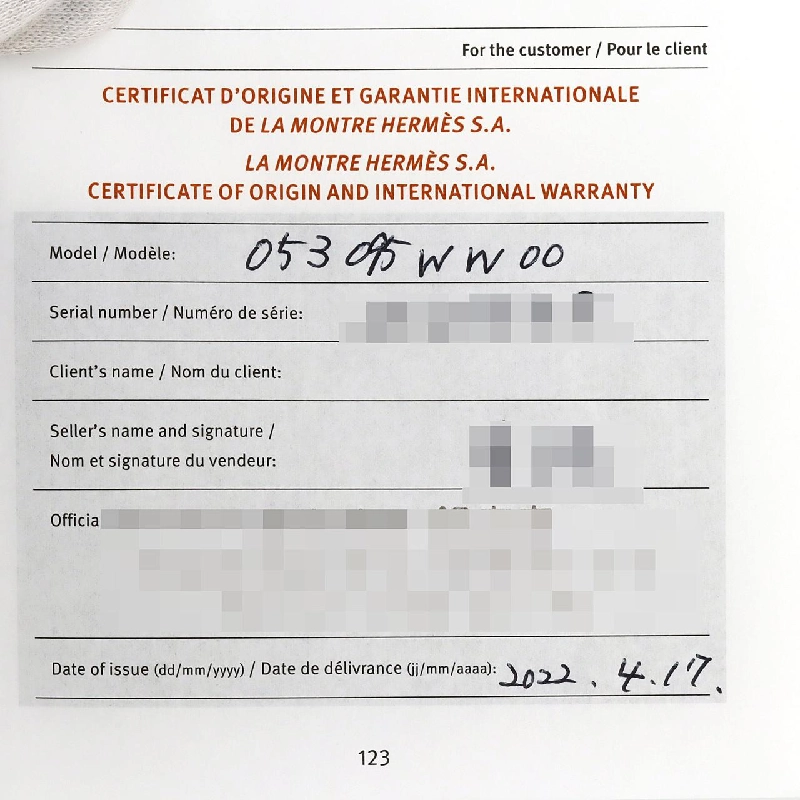 For the customer / Pour le client
CERTIFICAT D'ORIGINE ET GARANTIE INTERNATIONALE
DE LA MONTRE HERMÈS S.A.
LA MONTRE HERMÈS S.A.
CERTIFICATE OF ORIGIN AND INTERNATIONAL WARRANTY
Model / Modèle: 053095WW00
Serial number / Numéro de série:
Client's name / Nom du client:
Seller's name and signature /
Nom et signature du vendeur:
Date of issue (dd/mm/yyyy) / Date de délivrance (jj/mm/aaaa): 2022. 4.17.
123